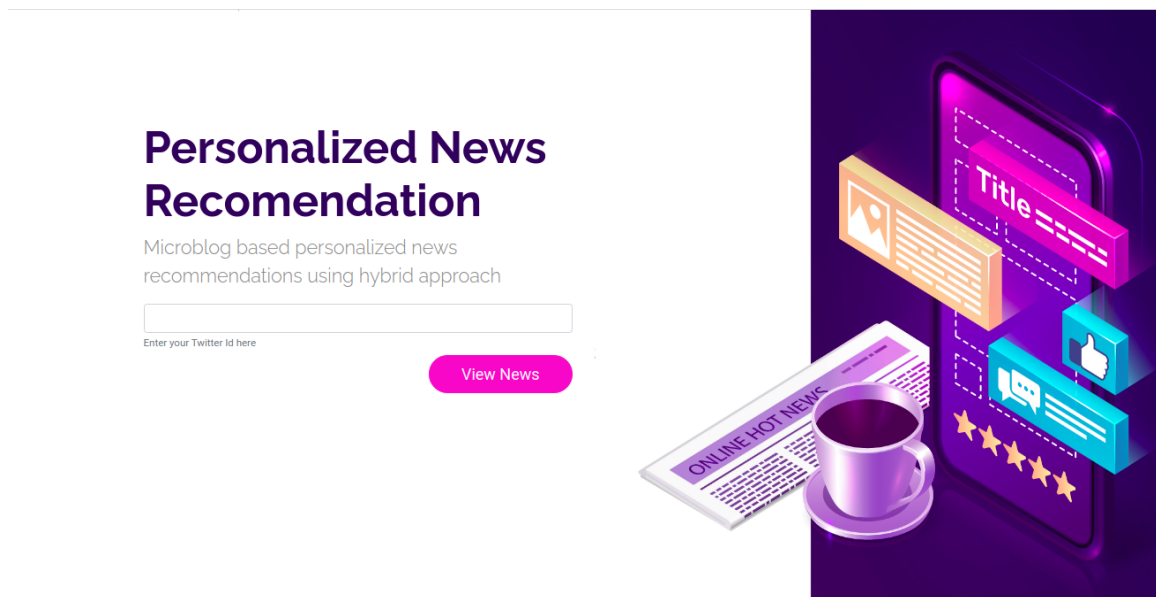 Personalized News
Recomendation
Microblog based personalized news
recommendations using hybrid approach
Enter your Twitter Id here
View News
Title
ONLINE HOT NEWS